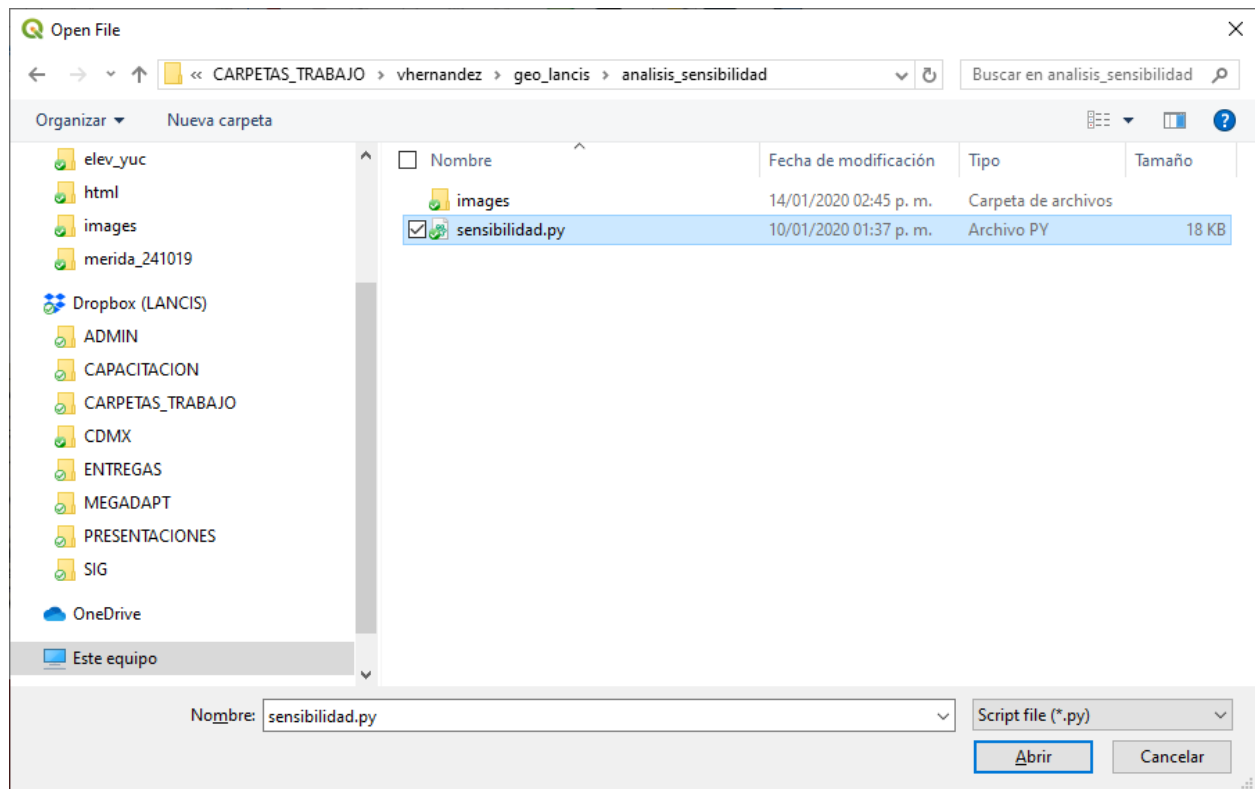 Open File
« CARPETAS_TRABAJO › vhernandez › geo_lancis › analisis_sensibilidad
Buscar en analisis_sensibilidad
Organizar
Nueva carpeta
elev_yuc
html
images
merida_241019
Dropbox (LANCIS)
ADMIN
CAPACITACION
CARPETAS_TRABAJO
CDMX
ENTREGAS
MEGADAPT
PRESENTACIONES
SIG
OneDrive
Este equipo
Nombre Fecha de modificación Tipo Tamaño
images 14/01/2020 02:45 p. m. Carpeta de archivos
sensibilidad.py 10/01/2020 01:37 p. m. Archivo PY 18 KB
Nombre: sensibilidad.py
Script file (*.py)
Abrir
Cancelar